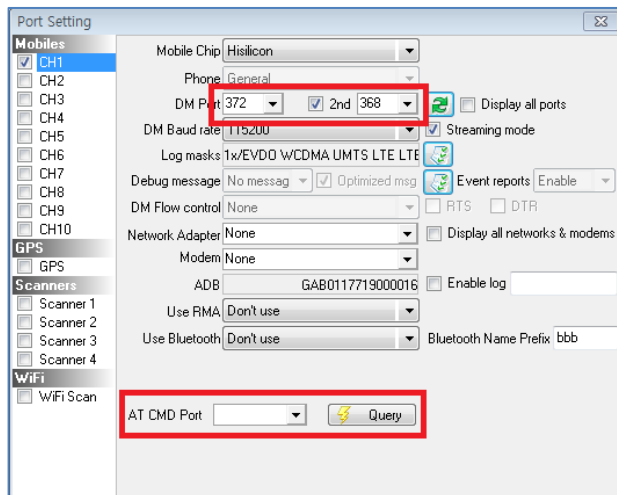 Port Setting
Mobiles
CH1
CH2
CH3
CH4
CH5
CH6
CH7
CH8
CH9
CH10
GPS
GPS
Scanners
Scanner 1
Scanner 2
Scanner 3
Scanner 4
WiFi
WiFi Scan
Mobile Chip Hisilicon
Phone General
DM Port 372 2nd 368 Display all ports
DM Baud rate 115200 Streaming mode
Log masks 1x/EVDO WCDMA UMTS LTE LTE
Debug message No messag Optimized msg Event reports Enable
DM Flow control None RTS DTR
Network Adapter None Display all networks & modems
Modem None
ADB GAB0117719000016 Enable log
Use RMA Don't use
Use Bluetooth Don't use Bluetooth Name Prefix bbb
AT CMD Port Query